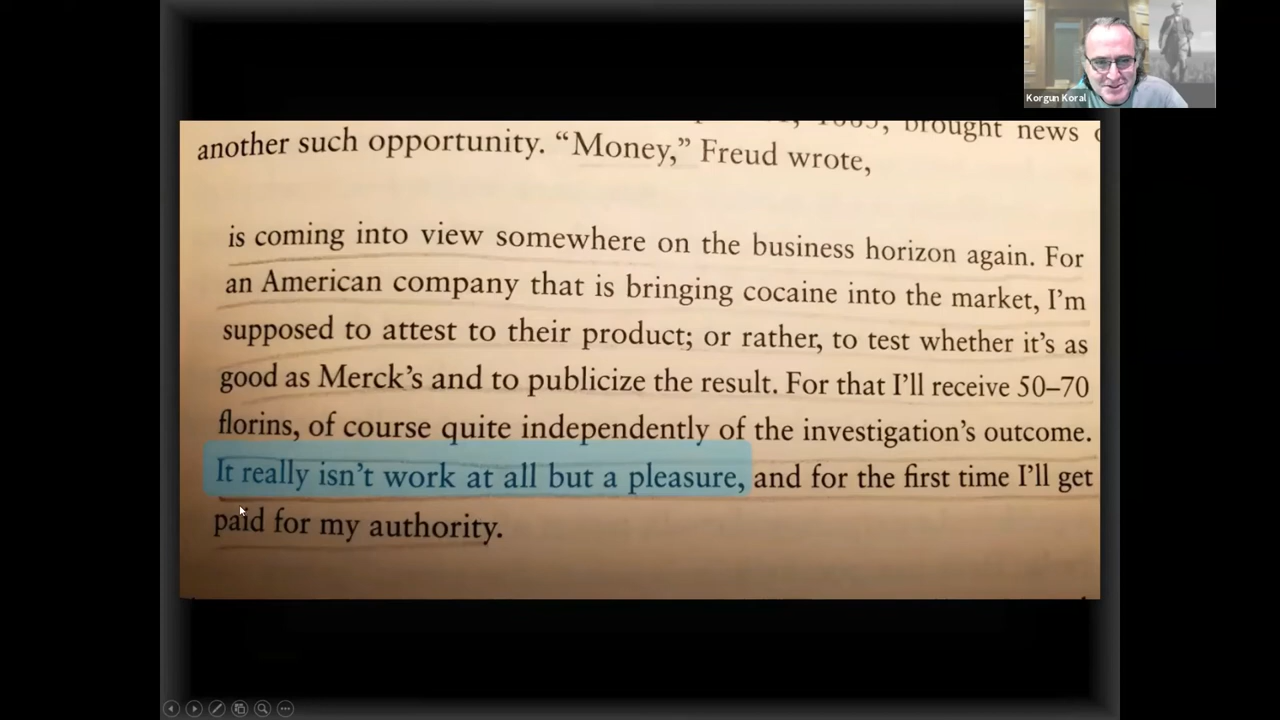 Korgun Koral
brought news
another such opportunity. “Money,” Freud wrote,
is coming into view somewhere on the business horizon again. For
an American company that is bringing cocaine into the market, I’m
supposed to attest to their product; or rather, to test whether it’s as
good as Merck’s and to publicize the result. For that I’ll receive 50–70
florins, of course quite independently of the investigation’s outcome.
It really isn’t work at all but a pleasure, and for the first time I’ll get
paid for my authority.